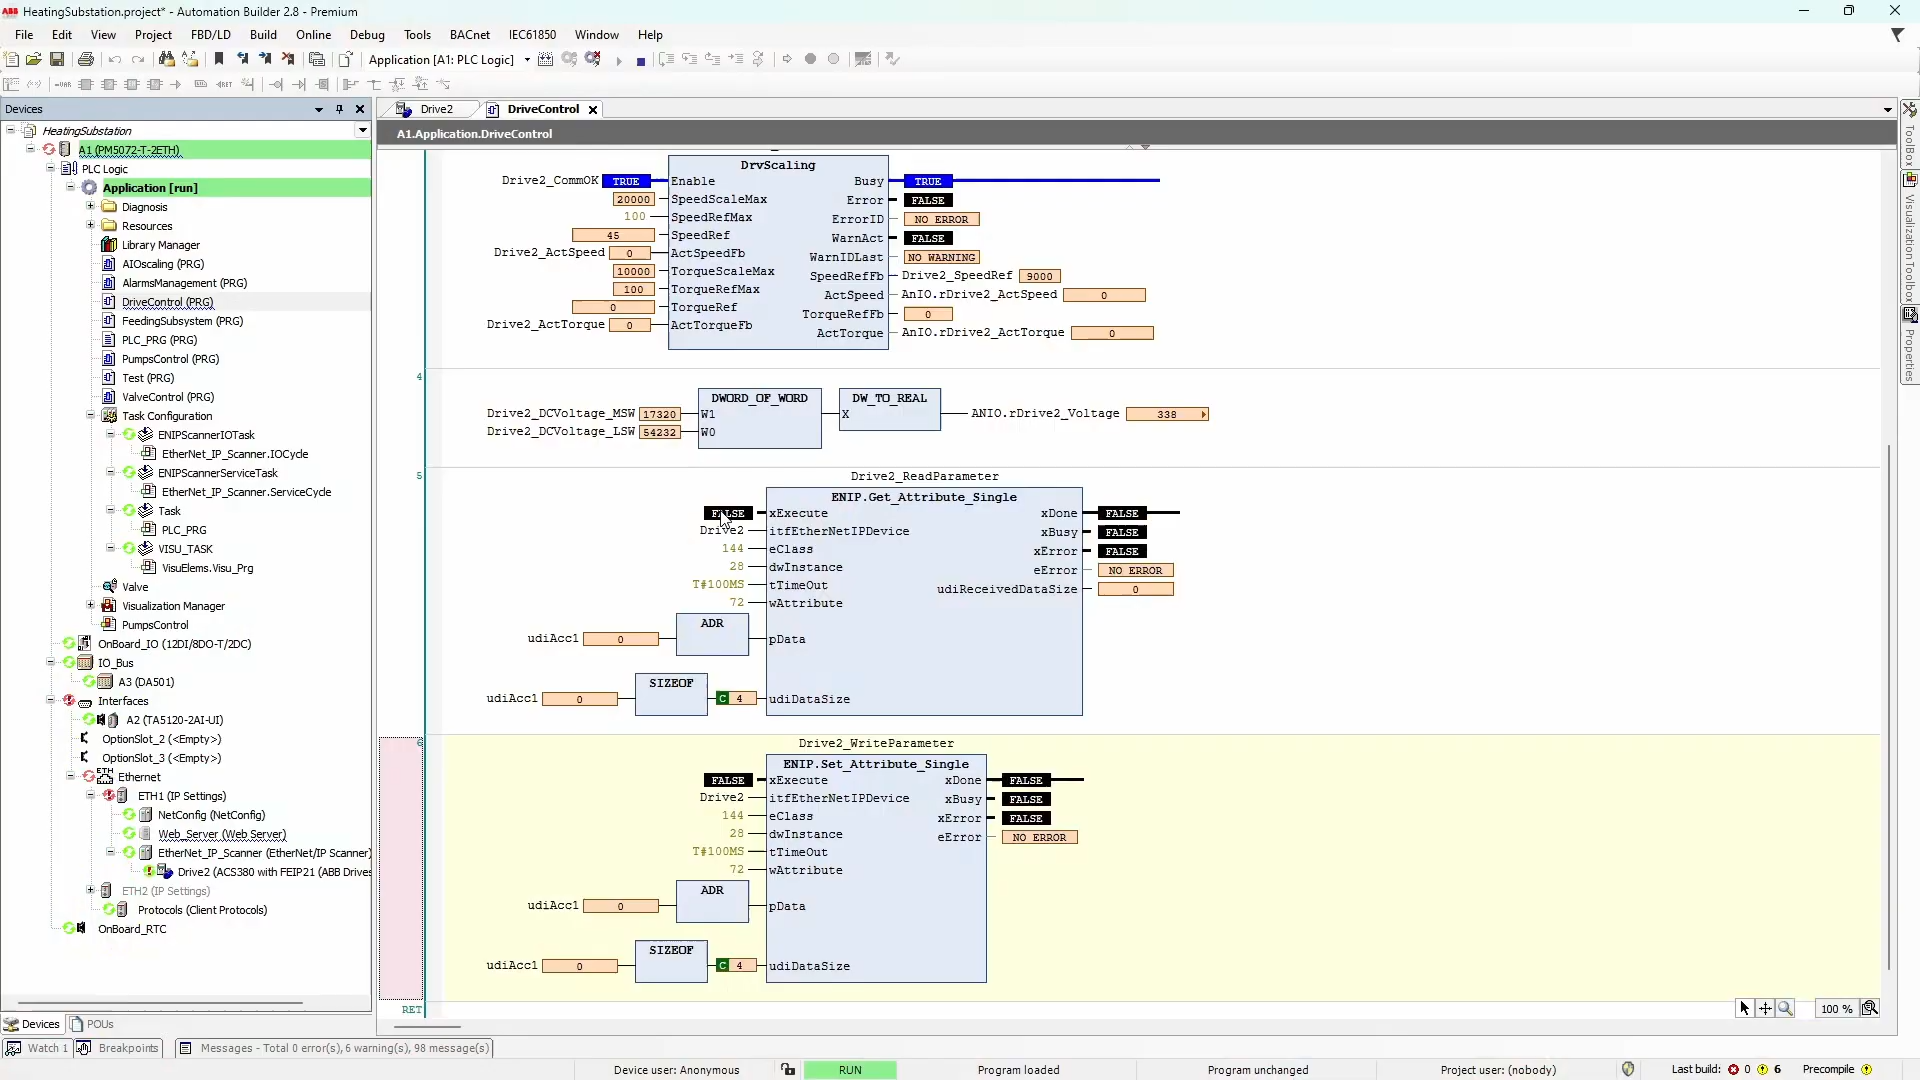 ABB HeatingSubstation.project* - Automation Builder 2.8 - Premium
File Edit View Project FBD/LD Build Online Debug Tools BACnet IEC61850 Window Help
Application [A1: PLC Logic]
Devices
HeatingSubstation
A1 (PM5072-T-2ETH)
PLC Logic
Application [run]
Diagnosis
Resources
Library Manager
AIOscaling (PRG)
AlarmsManagement (PRG)
DriveControl (PRG)
FeedingSubsystem (PRG)
PLC_PRG (PRG)
PumpsControl (PRG)
Test (PRG)
ValveControl (PRG)
Task Configuration
ENIPScannerIOTask
EtherNet_IP_Scanner.IOCycle
ENIPScannerServiceTask
EtherNet_IP_Scanner.ServiceCycle
Task
PLC_PRG
VISU_TASK
VisuElems.Visu_Prg
Valve
Visualization Manager
PumpsControl
OnBoard_IO (12DI/8DO-T/2DC)
IO_Bus
A3 (DA501)
Interfaces
A2 (TA5120-2AI-UI)
OptionSlot_2 (<Empty>)
OptionSlot_3 (<Empty>)
ETH Ethernet
ETH1 (IP Settings)
NetConfig (NetConfig)
Web_Server (Web Server)
EtherNet_IP_Scanner (EtherNet/IP Scanner)
Drive2 (ACS380 with FEIP21 (ABB Drives
ETH2 (IP Settings)
Protocols (Client Protocols)
OnBoard_RTC
Devices POUs
Drive2 DriveControl
A1.Application.DriveControl
DrvScaling
Drive2_CommOK TRUE Enable Busy TRUE
20000 SpeedScaleMax Error FALSE
100 SpeedRefMax ErrorID NO ERROR
45 SpeedRef WarnAct FALSE
Drive2_ActSpeed 0 ActSpeedFb WarnIDLast NO WARNING
10000 TorqueScaleMax SpeedRefFb Drive2_SpeedRef 9000
100 TorqueRefMax ActSpeed AnIO.rDrive2_ActSpeed 0
0 TorqueRef TorqueRefFb 0
Drive2_ActTorque 0 ActTorqueFb ActTorque AnIO.rDrive2_ActTorque 0
4
DWORD_OF_WORD DW_TO_REAL
Drive2_DCVoltage_MSW 17320 W1 X ANIO.rDrive2_Voltage 338
Drive2_DCVoltage_LSW 54232 W0
5
Drive2_ReadParameter
ENIP.Get_Attribute_Single
FALSE xExecute xDone FALSE
Drive2 itfEtherNetIPDevice xBusy FALSE
144 eClass xError FALSE
28 dwInstance eError NO ERROR
T#100MS tTimeOut udiReceivedDataSize 0
72 wAttribute
ADR
udiAcc1 0 pData
SIZEOF
udiAcc1 0 C 4 udiDataSize
6
Drive2_WriteParameter
ENIP.Set_Attribute_Single
FALSE xExecute xDone FALSE
Drive2 itfEtherNetIPDevice xBusy FALSE
144 eClass xError FALSE
28 dwInstance eError NO ERROR
T#100MS tTimeOut
72 wAttribute
ADR
udiAcc1 0 pData
SIZEOF
udiAcc1 0 C 4 udiDataSize
RET
100 %
ToolBox
Visualization Toolbox
Properties
Watch 1 Breakpoints Messages - Total 0 error(s), 6 warning(s), 98 message(s)
Device user: Anonymous RUN Program loaded Program unchanged Project user: (nobody) Last build: 0 6 Precompile